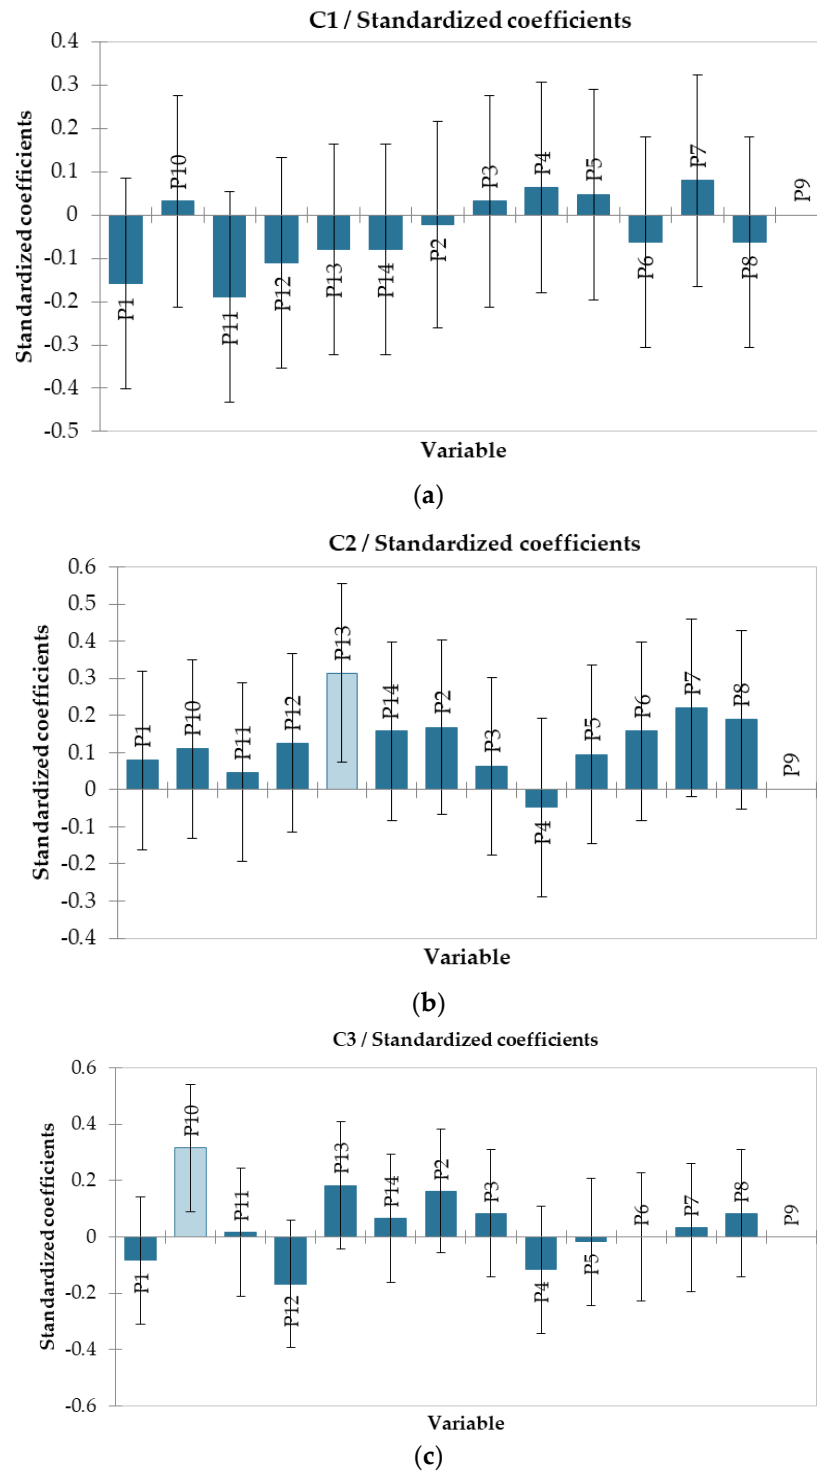 C1 / Standardized coefficients
Standardized coefficients
0.4
0.3
0.2
0.1
0
-0.1
-0.2
-0.3
-0.4
-0.5
P1
P10
P11
P12
P13
P14
P2
P3
P4
P5
P6
P7
P8
P9
Variable
(a)
C2 / Standardized coefficients
Standardized coefficients
0.6
0.5
0.4
0.3
0.2
0.1
0
-0.1
-0.2
-0.3
-0.4
P1
P10
P11
P12
P13
P14
P2
P3
P4
P5
P6
P7
P8
P9
Variable
(b)
C3 / Standardized coefficients
Standardized coefficients
0.6
0.4
0.2
0
-0.2
-0.4
-0.6
P1
P10
P11
P12
P13
P14
P2
P3
P4
P5
P6
P7
P8
P9
Variable
(c)